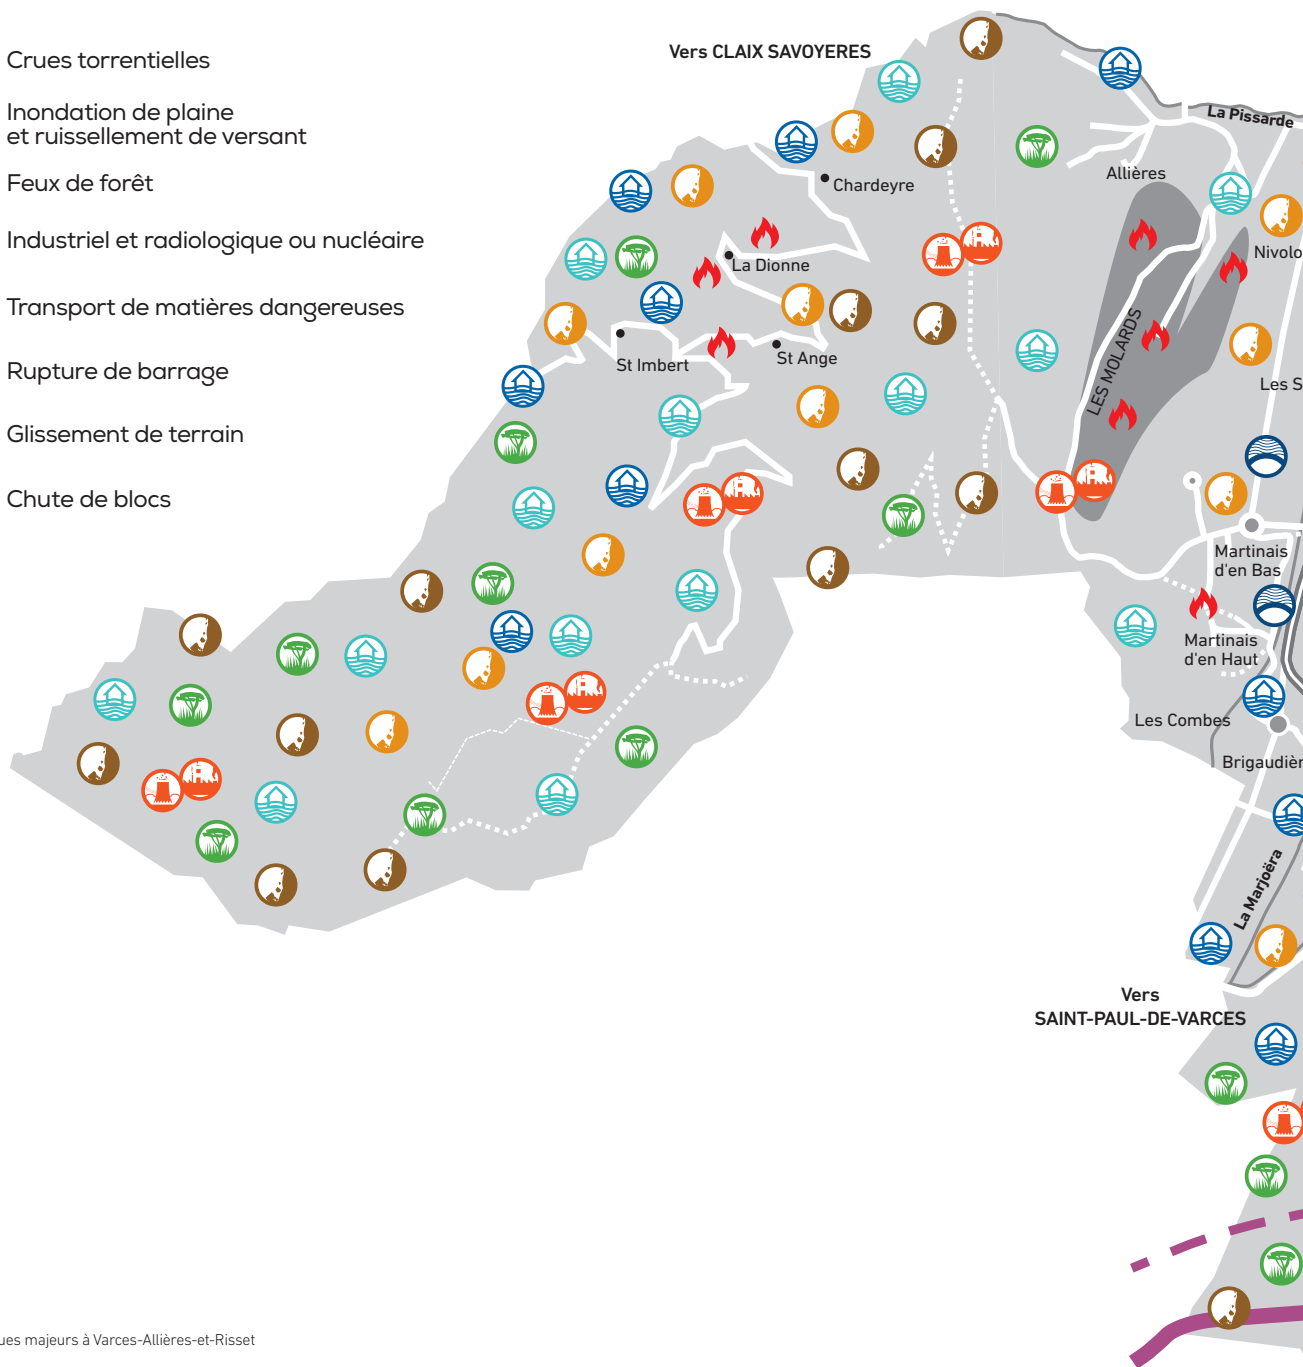 Crues torrentielles
Inondation de plaine
et ruissellement de versant
Feux de forêt
Industriel et radiologique ou nucléaire
Transport de matières dangereuses
Rupture de barrage
Glissement de terrain
Chute de blocs
Vers CLAIX SAVOYERES
La Pissarde
Allières
Chardeyre
Nivolo
La Dionne
LES MOLARDS
St Imbert
St Ange
Les S
Martinais
d'en Bas
Martinais
d'en Haut
Les Combes
Brigaudièr
La Marjoëra
Vers
SAINT-PAUL-DE-VARCES
ues majeurs à Varces-Allières-et-Risset